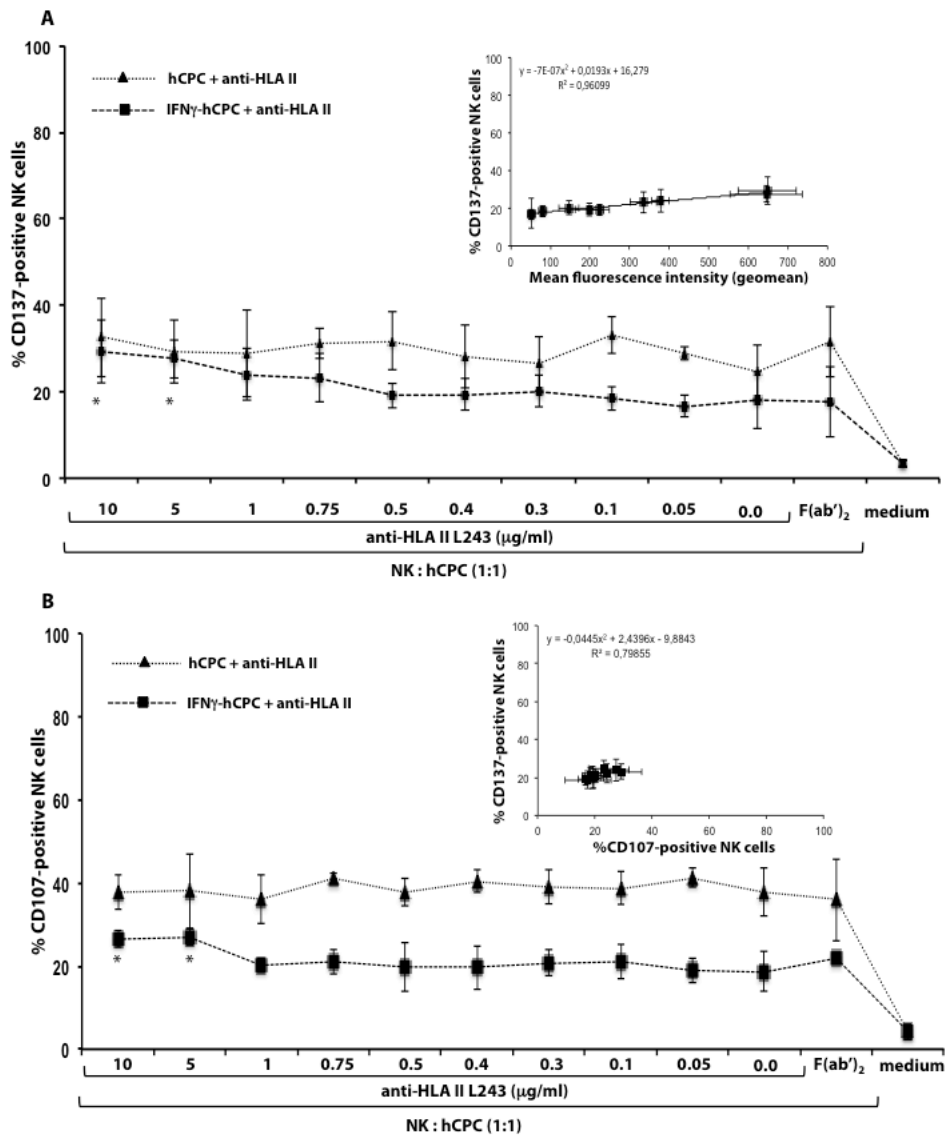 A
% CD137-positive NK cells
100
80
60
40
20
0
hCPC + anti-HLA II
IFNγ-hCPC + anti-HLA II
y = -7E-07x² + 0,0193x + 16,279
R² = 0,96099
% CD137-positive NK cells
100
80
60
40
20
0
0 100 200 300 400 500 600 700 800
Mean fluorescence intensity (geomean)
* *
10 5 1 0.75 0.5 0.4 0.3 0.1 0.05 0.0 F(ab')₂ medium
anti-HLA II L243 (µg/ml)
NK : hCPC (1:1)
B
% CD107-positive NK cells
100
80
60
40
20
0
hCPC + anti-HLA II
IFNγ-hCPC + anti-HLA II
y = -0,0445x² + 2,4396x - 9,8843
R² = 0,79855
% CD137-positive NK cells
100
80
60
40
20
0
0 20 40 60 80 100
%CD107-positive NK cells
* *
10 5 1 0.75 0.5 0.4 0.3 0.1 0.05 0.0 F(ab')₂ medium
anti-HLA II L243 (µg/ml)
NK : hCPC (1:1)